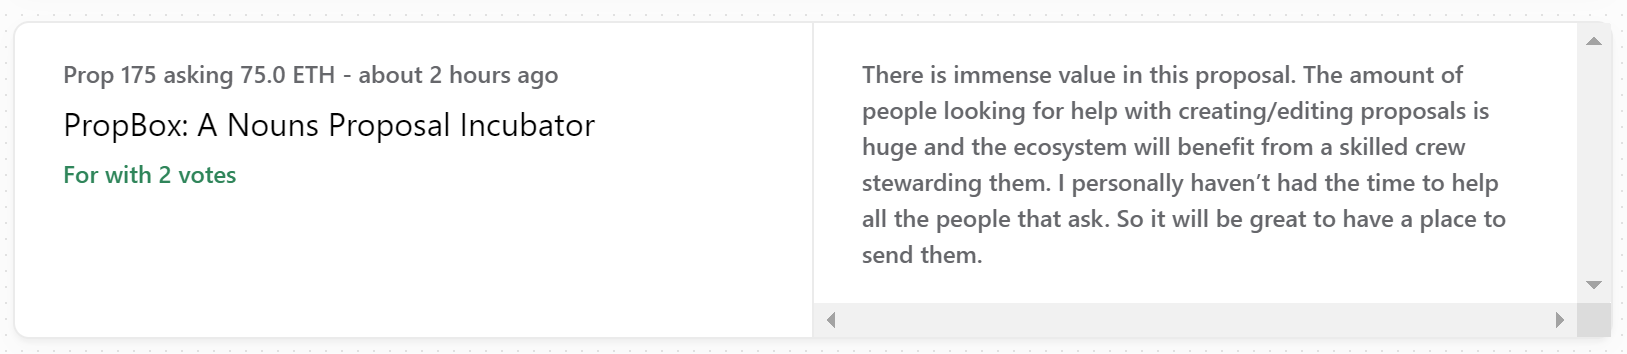 Prop 175 asking 75.0 ETH - about 2 hours ago
PropBox: A Nouns Proposal Incubator
For with 2 votes
There is immense value in this proposal. The amount of
people looking for help with creating/editing proposals is
huge and the ecosystem will benefit from a skilled crew
stewarding them. I personally haven’t had the time to help
all the people that ask. So it will be great to have a place to
send them.